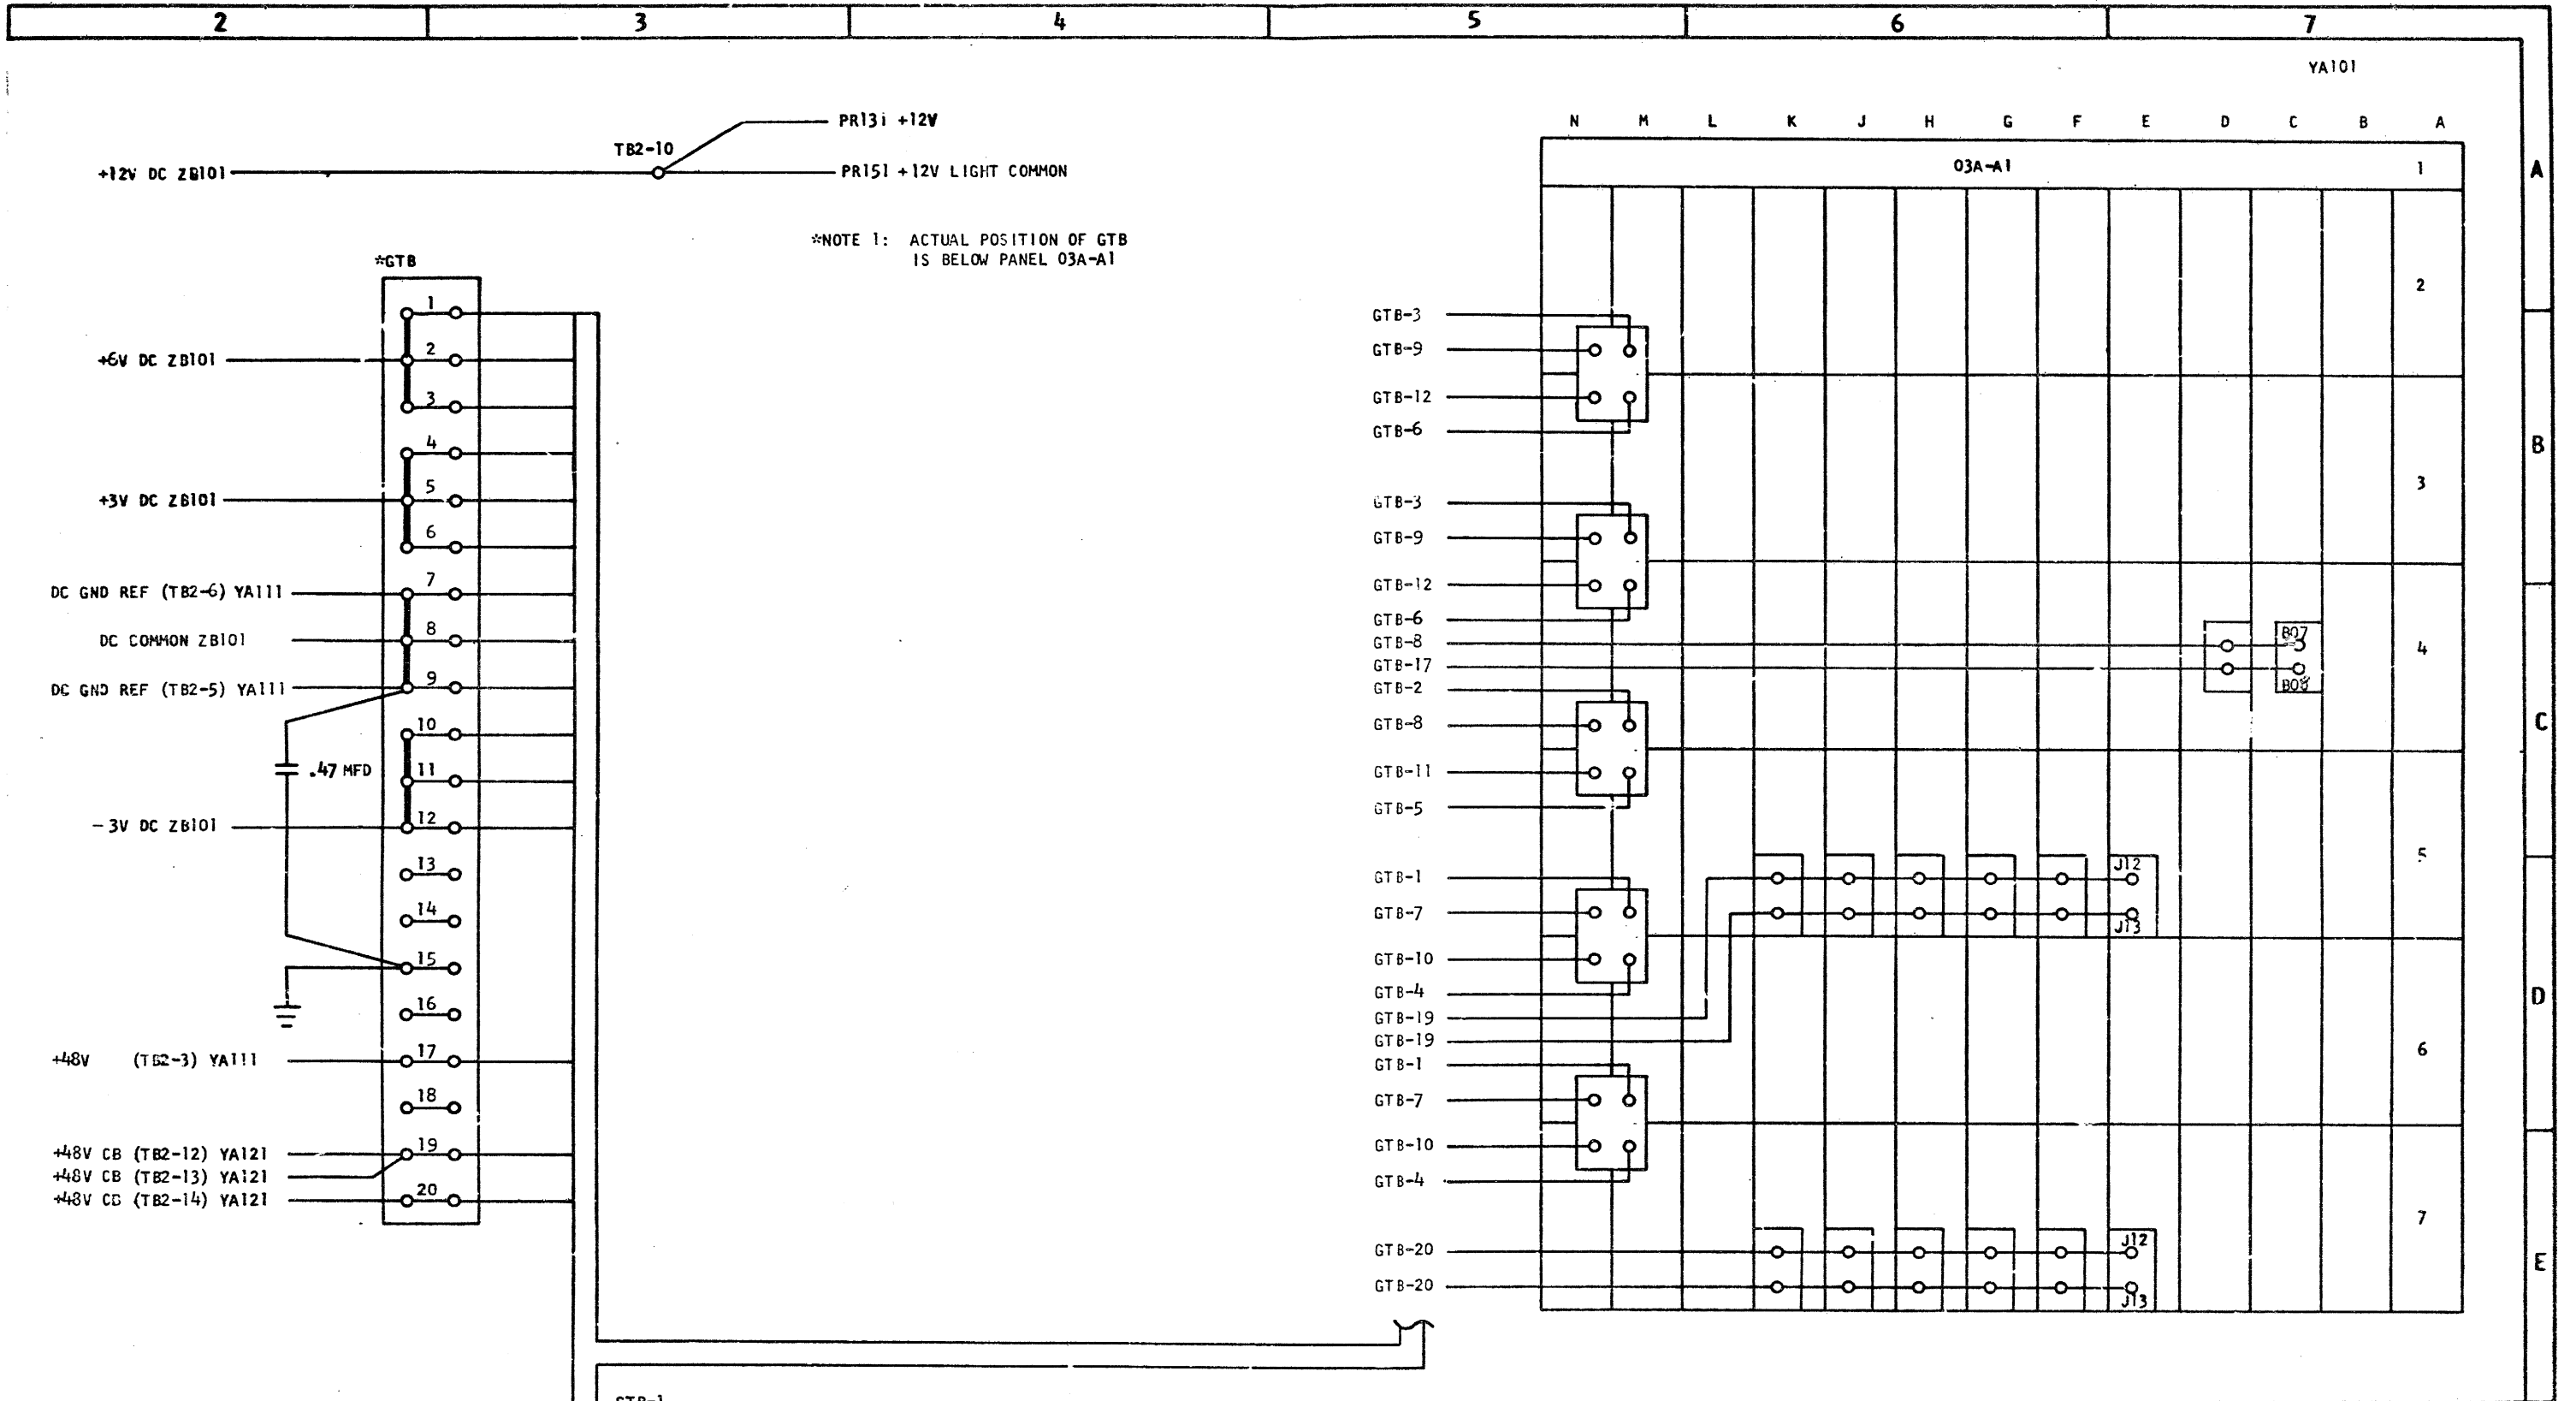 2 3 4 5 6 7
YA101
PR131 +12V
TB2-10
+12V DC ZB101
PR151 +12V LIGHT COMMON
*NOTE 1: ACTUAL POSITION OF GTB
IS BELOW PANEL 03A-A1
*GTB
1
+6V DC ZB101
2
3
4
+3V DC ZB101
5
6
DC GND REF (TB2-6) YA111
7
DC COMMON ZB101
8
DC GND REF (TB2-5) YA111
9
10
.47 MFD
11
-3V DC ZB101
12
13
14
15
16
+48V (TB2-3) YA111
17
18
+48V CB (TB2-12) YA121
19
+48V CB (TB2-13) YA121
+48V CB (TB2-14) YA121
20
N M L K J H G F E D C B A
03A-A1
1
2
3
4
5
6
7
GTB-3
GTB-9
GTB-12
GTB-6
GTB-3
GTB-9
GTB-12
GTB-6
GTB-8
GTB-17
GTB-2
GTB-8
GTB-11
GTB-5
GTB-1
GTB-7
GTB-10
GTB-4
GTB-19
GTB-19
GTB-1
GTB-7
GTB-10
GTB-4
GTB-20
GTB-20
B07
B08
J12
J13
J12
J13
A
B
C
D
E
GTB-1